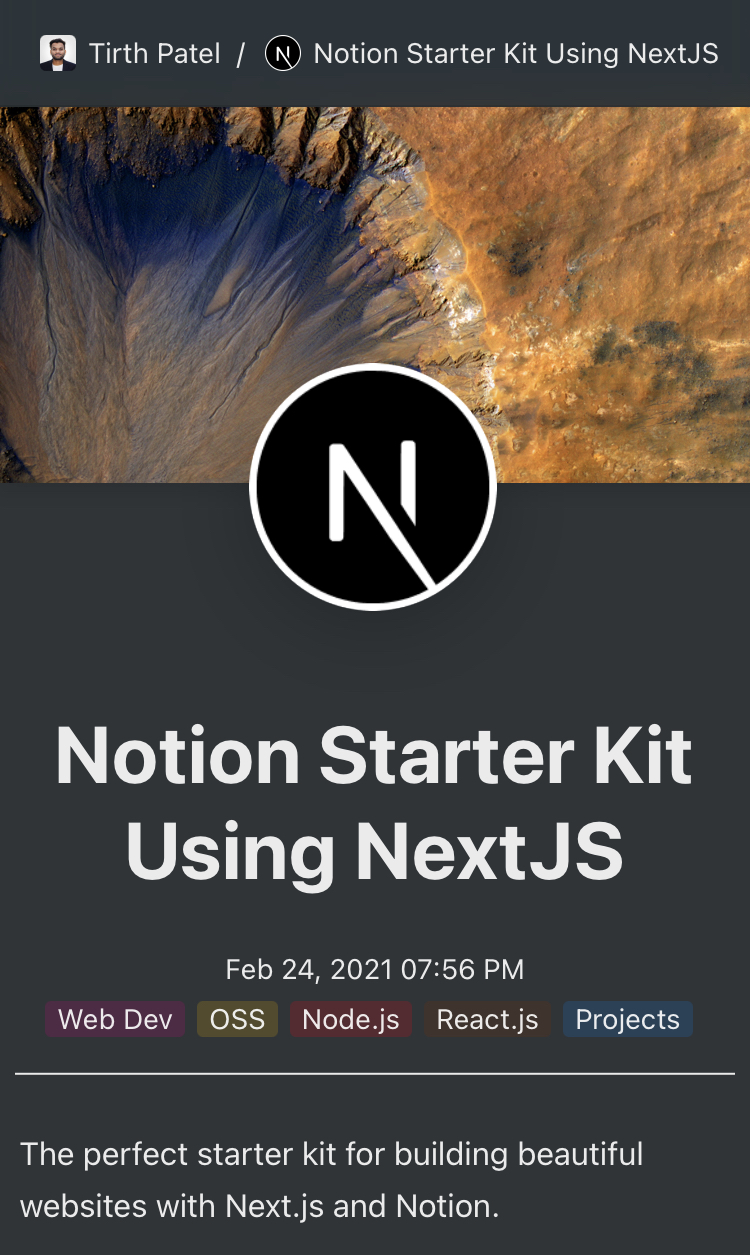 Tirth Patel / Notion Starter Kit Using NextJS
N
Notion Starter Kit
Using NextJS
Feb 24, 2021 07:56 PM
Web Dev OSS Node.js React.js Projects
The perfect starter kit for building beautiful
websites with Next.js and Notion.